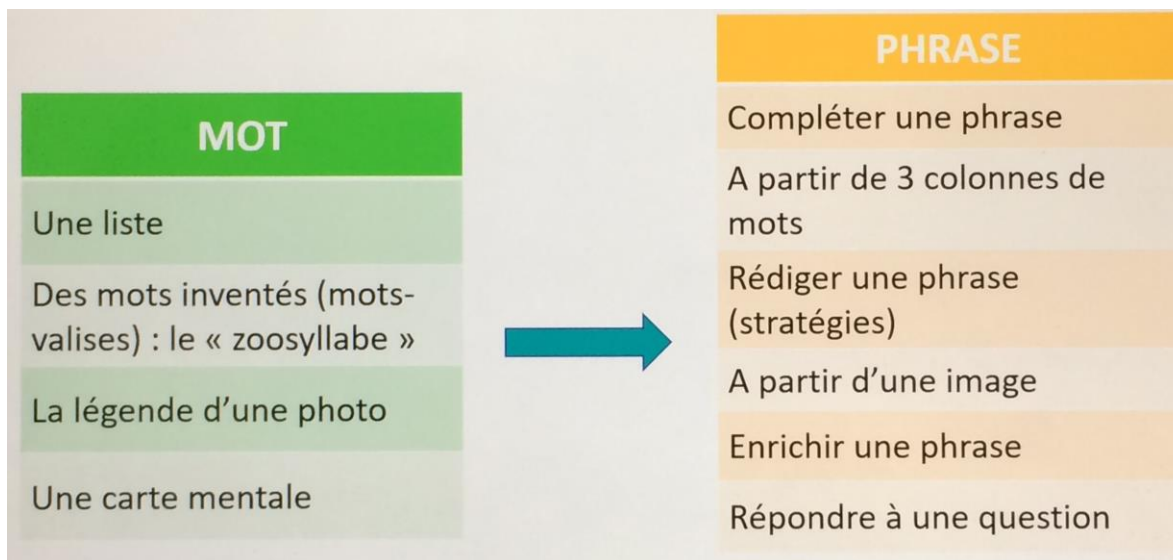 MOT
Une liste
Des mots inventés (mots-
valises) : le « zoosyllabe »
La légende d'une photo
Une carte mentale
PHRASE
Compléter une phrase
A partir de 3 colonnes de
mots
Rédiger une phrase
(stratégies)
A partir d'une image
Enrichir une phrase
Répondre à une question